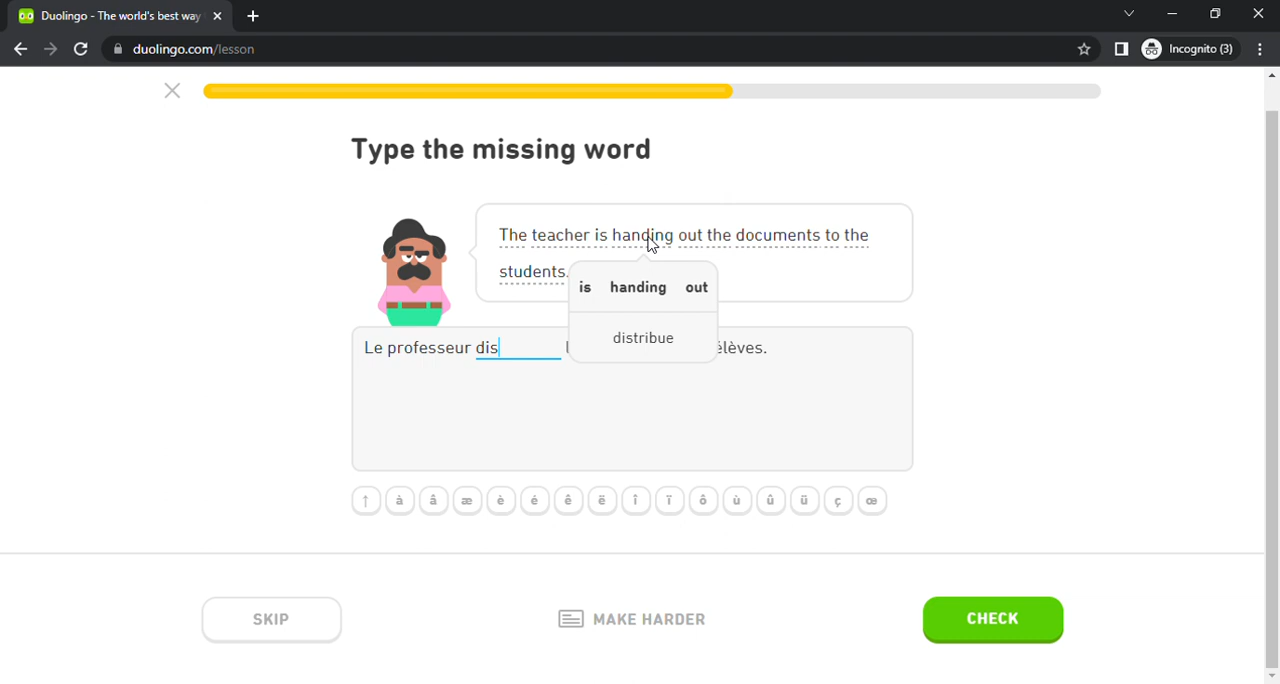 Duolingo - The world's best way
duolingo.com/lesson
Incognito (3)
Type the missing word
The teacher is handing out the documents to the
students.
is handing out
distribue
Le professeur dis élèves.
↑ à â æ è é ê ë î ï ô ù û ü ç œ
SKIP
MAKE HARDER
CHECK